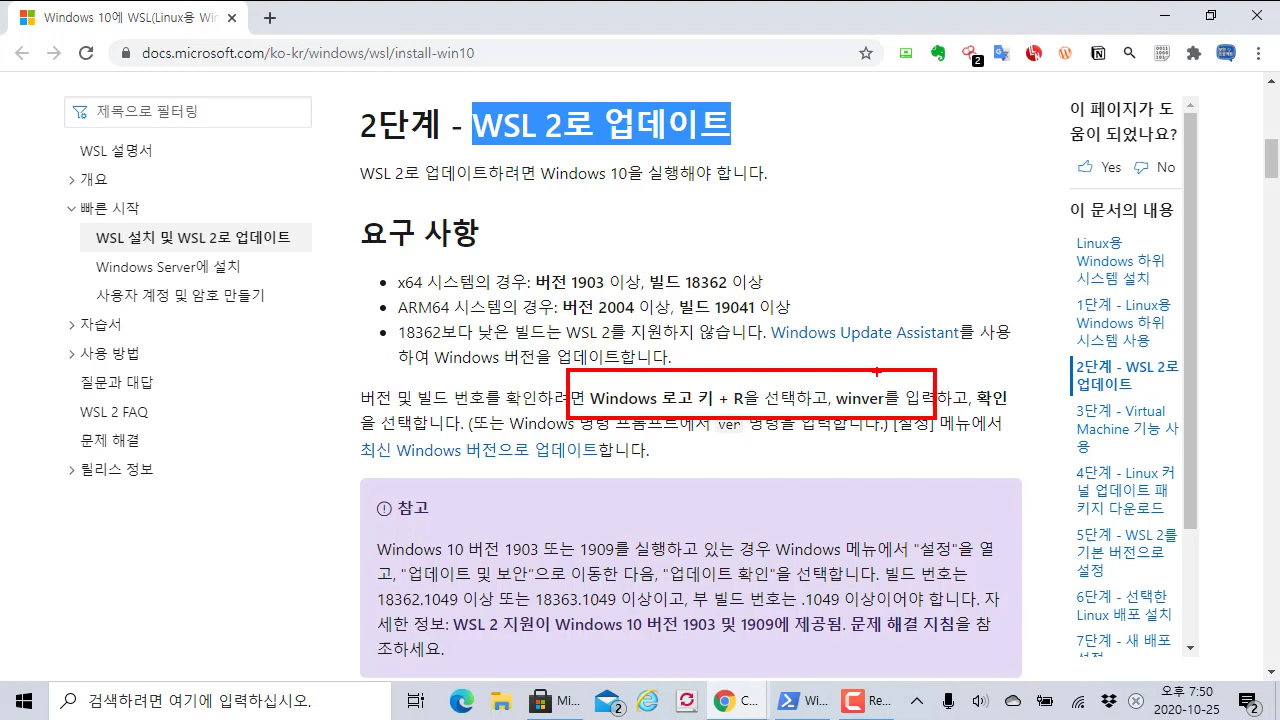 Windows 10에 WSL(Linux용 Win
docs.microsoft.com/ko-kr/windows/wsl/install-win10
2
제목으로 필터링
WSL 설명서
개요
빠른 시작
WSL 설치 및 WSL 2로 업데이트
Windows Server에 설치
사용자 계정 및 암호 만들기
자습서
사용 방법
질문과 대답
WSL 2 FAQ
문제 해결
릴리스 정보
2단계 - WSL 2로 업데이트
WSL 2로 업데이트하려면 Windows 10을 실행해야 합니다.
요구 사항
x64 시스템의 경우: 버전 1903 이상, 빌드 18362 이상
ARM64 시스템의 경우: 버전 2004 이상, 빌드 19041 이상
18362보다 낮은 빌드는 WSL 2를 지원하지 않습니다. Windows Update Assistant를 사용
하여 Windows 버전을 업데이트합니다.
버전 및 빌드 번호를 확인하려면 Windows 로고 키 + R을 선택하고, winver를 입력하고, 확인
을 선택합니다. (또는 Windows 명령 프롬프트에서 ver 명령을 입력합니다.) [설정] 메뉴에서
최신 Windows 버전으로 업데이트합니다.
참고
Windows 10 버전 1903 또는 1909를 실행하고 있는 경우 Windows 메뉴에서 "설정"을 열
고, "업데이트 및 보안"으로 이동한 다음, "업데이트 확인"을 선택합니다. 빌드 번호는
18362.1049 이상 또는 18363.1049 이상이고, 부 빌드 번호는 .1049 이상이어야 합니다. 자
세한 정보: WSL 2 지원이 Windows 10 버전 1903 및 1909에 제공됨. 문제 해결 지침을 참
조하세요.
이 페이지가 도
움이 되었나요?
Yes No
이 문서의 내용
Linux용
Windows 하위
시스템 설치
1단계 - Linux용
Windows 하위
시스템 사용
2단계 - WSL 2로
업데이트
3단계 - Virtual
Machine 기능 사
용
4단계 - Linux 커
널 업데이트 패
키지 다운로드
5단계 - WSL 2를
기본 버전으로
설정
6단계 - 선택한
Linux 배포 설치
7단계 - 새 배포
설정
검색하려면 여기에 입력하십시오.
Mi...
2
C...
Wi...
Re...
오후 7:50
2020-10-25
2